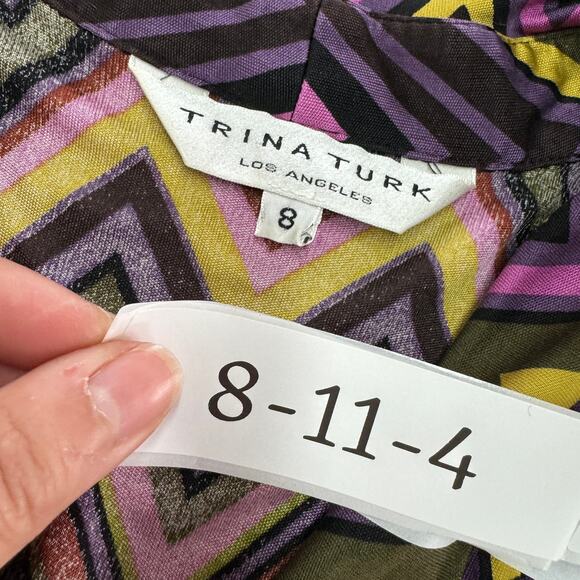 TRINA TURK
LOS ANGELES
8
8-11-4